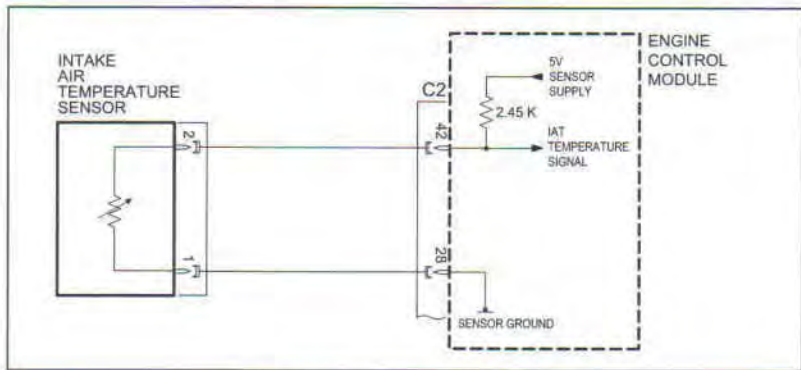 INTAKE
AIR
TEMPERATURE
SENSOR
2
1
C2
42
28
5V
SENSOR
SUPPLY
2.45 K
IAT
TEMPERATURE
SIGNAL
SENSOR GROUND
ENGINE
CONTROL
MODULE